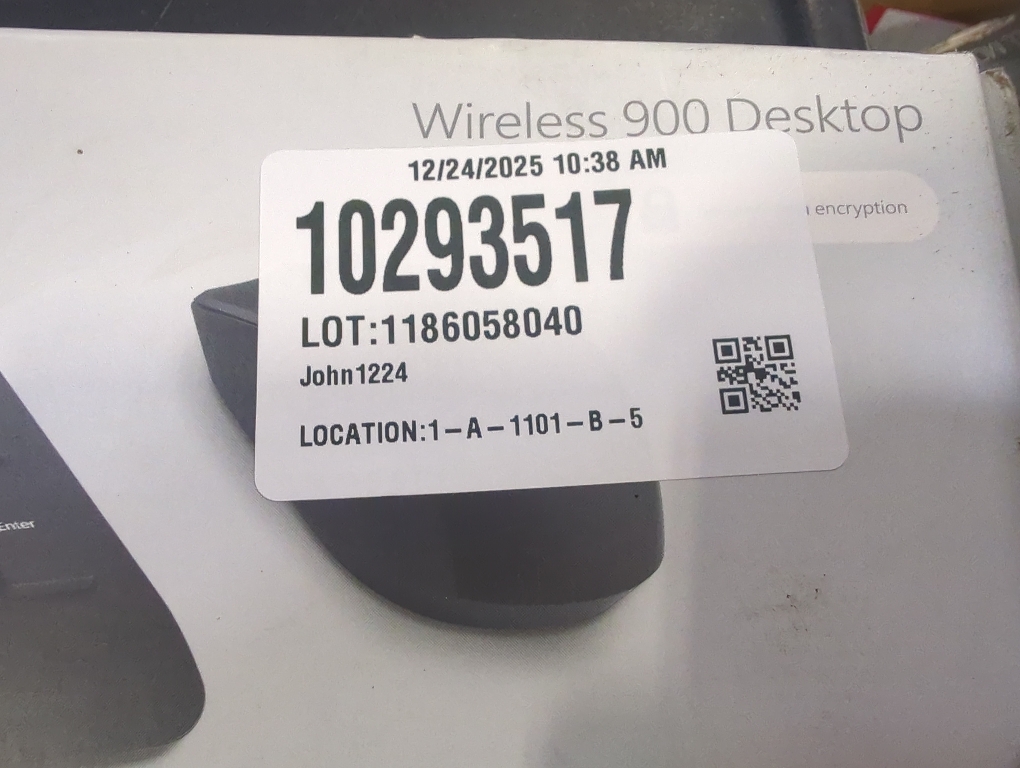 Wireless 900 Desktop
12/24/2025 10:38 AM
10293517
encryption
LOT:1186058040
John1224
LOCATION:1-A-1101-B-5
Enter